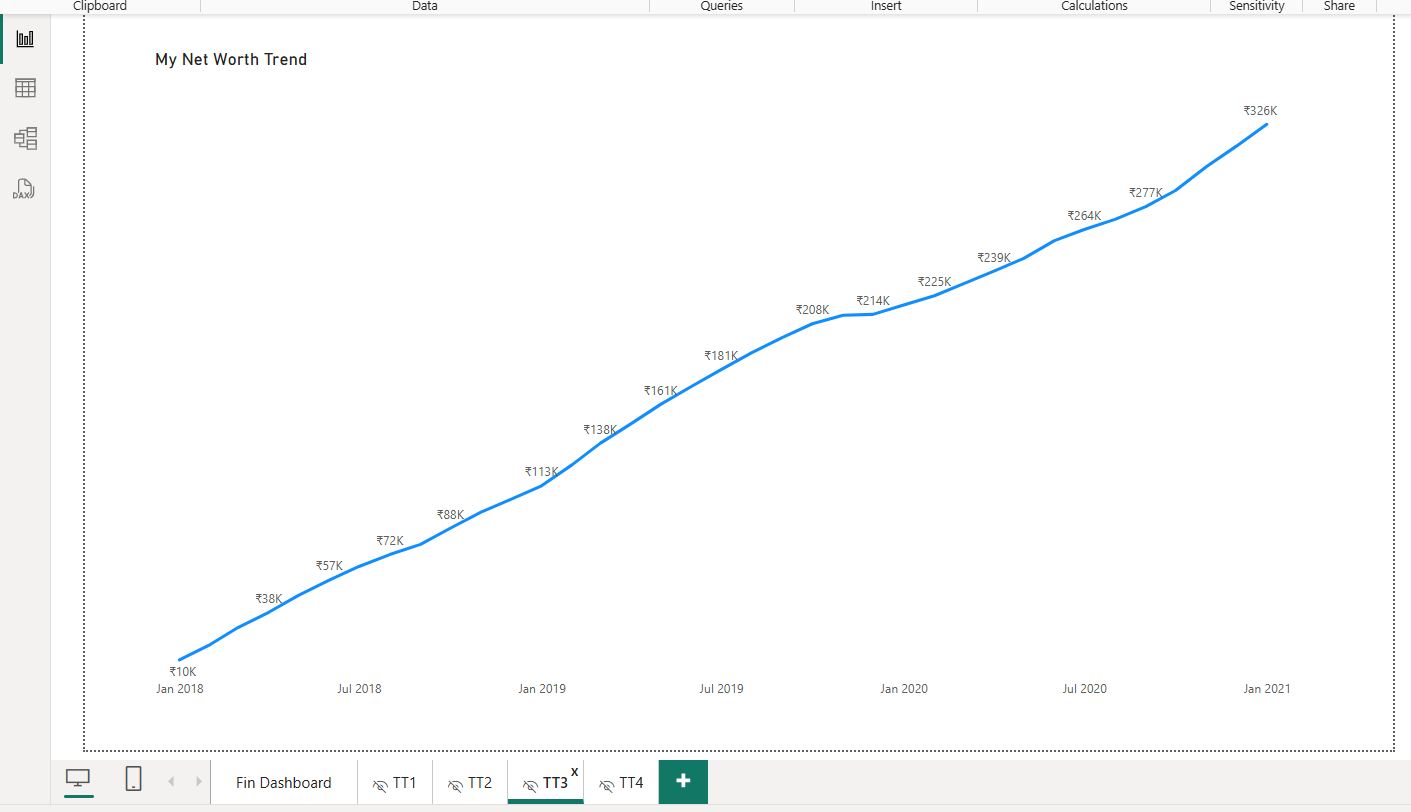 Clipboard Data Queries Insert Calculations Sensitivity Share
My Net Worth Trend
₹326K
₹277K
₹264K
₹239K
₹225K
₹214K
₹208K
₹181K
₹161K
₹138K
₹113K
₹88K
₹72K
₹57K
₹38K
₹10K
Jan 2018 Jul 2018 Jan 2019 Jul 2019 Jan 2020 Jul 2020 Jan 2021
DAX
Fin Dashboard TT1 TT2 TT3 X TT4 +